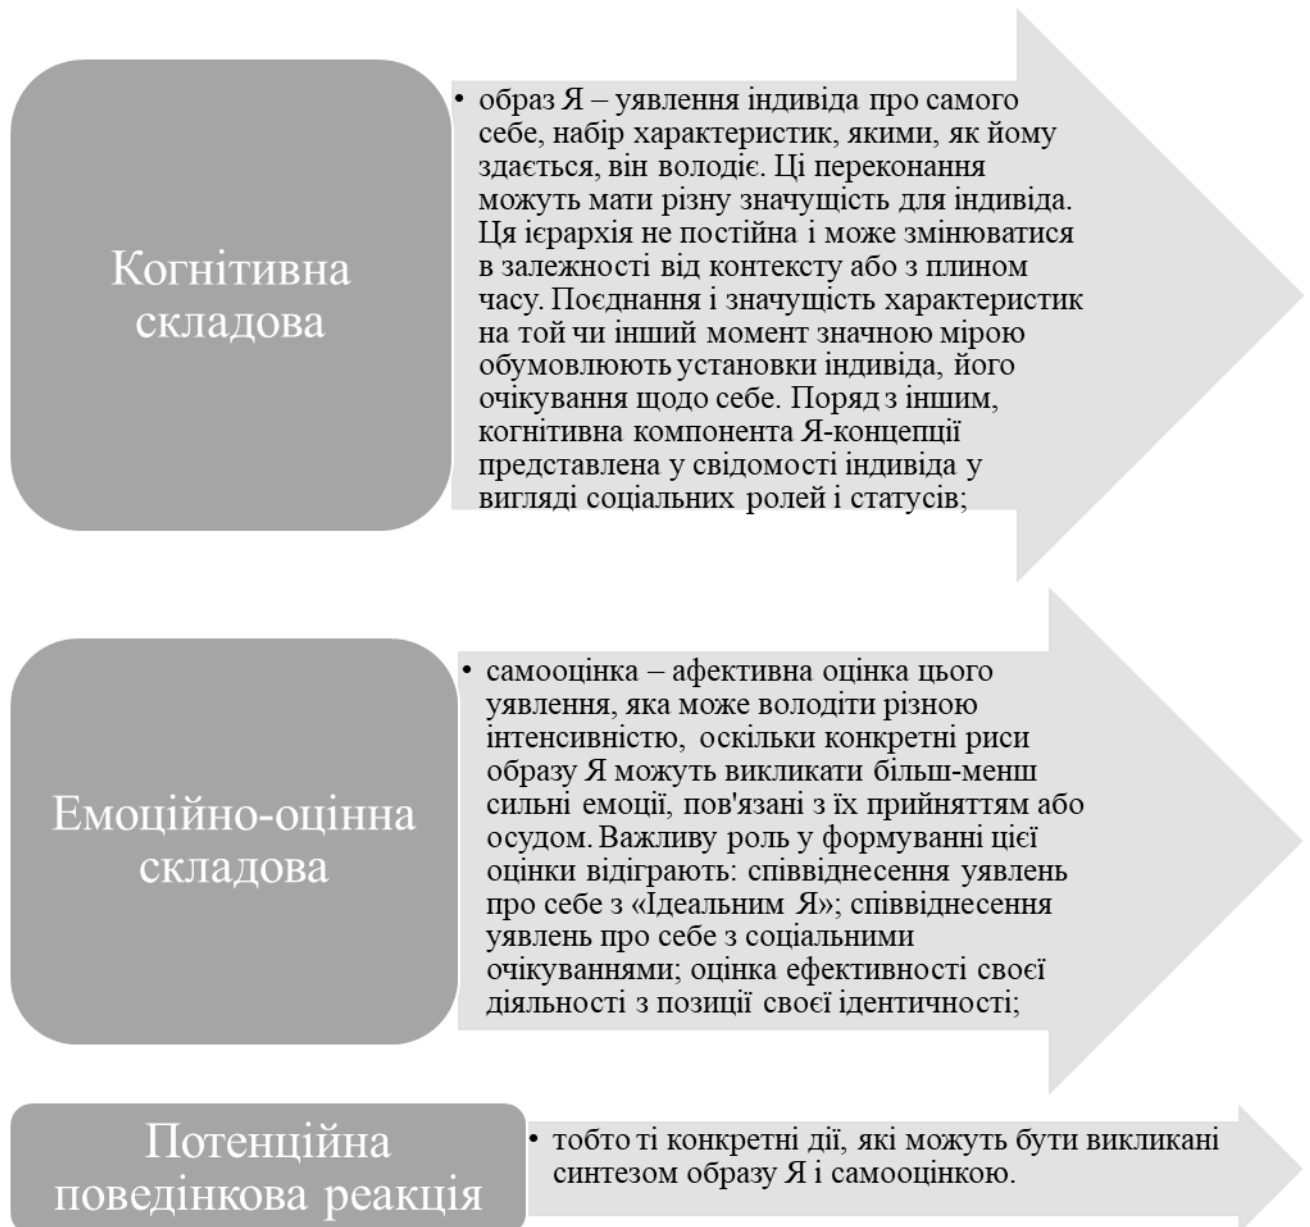 Когнітивна
складова
• образ Я – уявлення індивіда про самого
себе, набір характеристик, якими, як йому
здається, він володіє. Ці переконання
можуть мати різну значущість для індивіда.
Ця ієрархія не постійна і може змінюватися
в залежності від контексту або з плином
часу. Поєднання і значущість характеристик
на той чи інший момент значною мірою
обумовлюють установки індивіда, його
очікування щодо себе. Поряд з іншим,
когнітивна компонента Я-концепції
представлена у свідомості індивіда у
вигляді соціальних ролей і статусів;
Емоційно-оцінна
складова
• самооцінка – афективна оцінка цього
уявлення, яка може володіти різною
інтенсивністю, оскільки конкретні риси
образу Я можуть викликати більш-менш
сильні емоції, пов'язані з їх прийняттям або
осудом. Важливу роль у формуванні цієї
оцінки відіграють: співвіднесення уявлень
про себе з «Ідеальним Я»; співвіднесення
уявлень про себе з соціальними
очікуваннями; оцінка ефективності своєї
діяльності з позиції своєї ідентичності;
Потенційна
поведінкова реакція
• тобто ті конкретні дії, які можуть бути викликані
синтезом образу Я і самооцінкою.